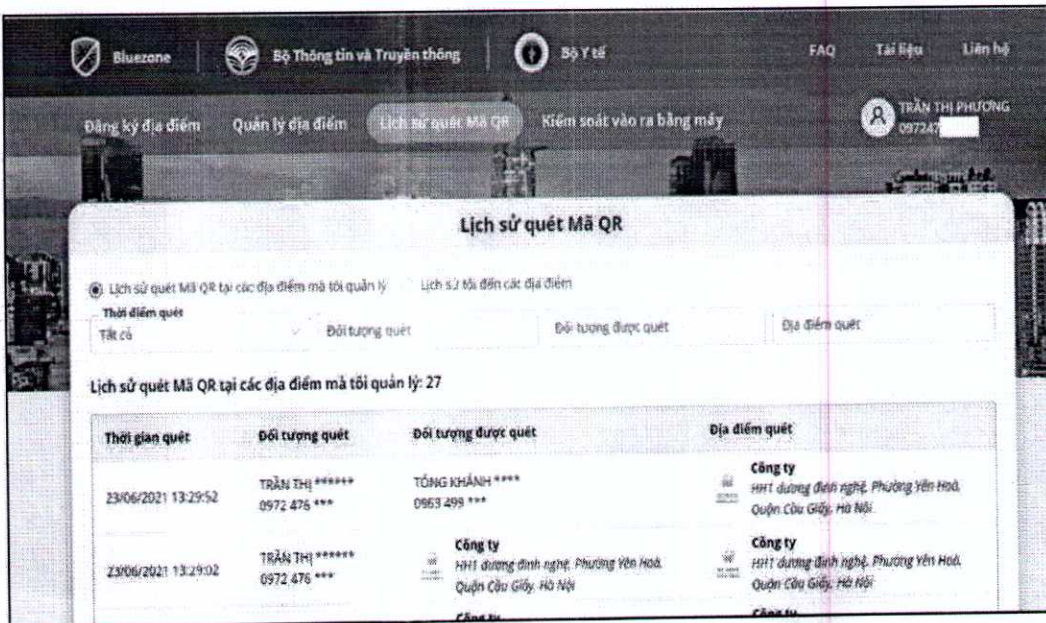 Bluezone
Bộ Thông tin và Truyền thông
Bộ Y tế
FAQ
Tài liệu
Liên hệ
Đăng ký địa điểm
Quản lý địa điểm
Lịch sử quét Mã QR
Kiểm soát vào ra bằng máy
TRẦN THỊ PHƯƠNG
097247
Lịch sử quét Mã QR
Lịch sử quét Mã QR tại các địa điểm mà tôi quản lý
Lịch sử tôi đến các địa điểm
Thời điểm quét
Tất cả
Đối tượng quét
Đối tượng được quét
Địa điểm quét
Lịch sử quét Mã QR tại các địa điểm mà tôi quản lý: 27
Thời gian quét
Đối tượng quét
Đối tượng được quét
Địa điểm quét
23/06/2021 13:29:52
TRẦN THỊ ******
0972 476 ***
TỐNG KHÁNH ****
0963 499 ***
Công ty
HH1 dương đình nghệ, Phường Yên Hoà,
Quận Cầu Giấy, Hà Nội
23/06/2021 13:29:02
TRẦN THỊ ******
0972 476 ***
Công ty
HH1 dương đình nghệ, Phường Yên Hoà,
Quận Cầu Giấy, Hà Nội
Công ty
HH1 dương đình nghệ, Phường Yên Hoà,
Quận Cầu Giấy, Hà Nội
Công ty
Công ty